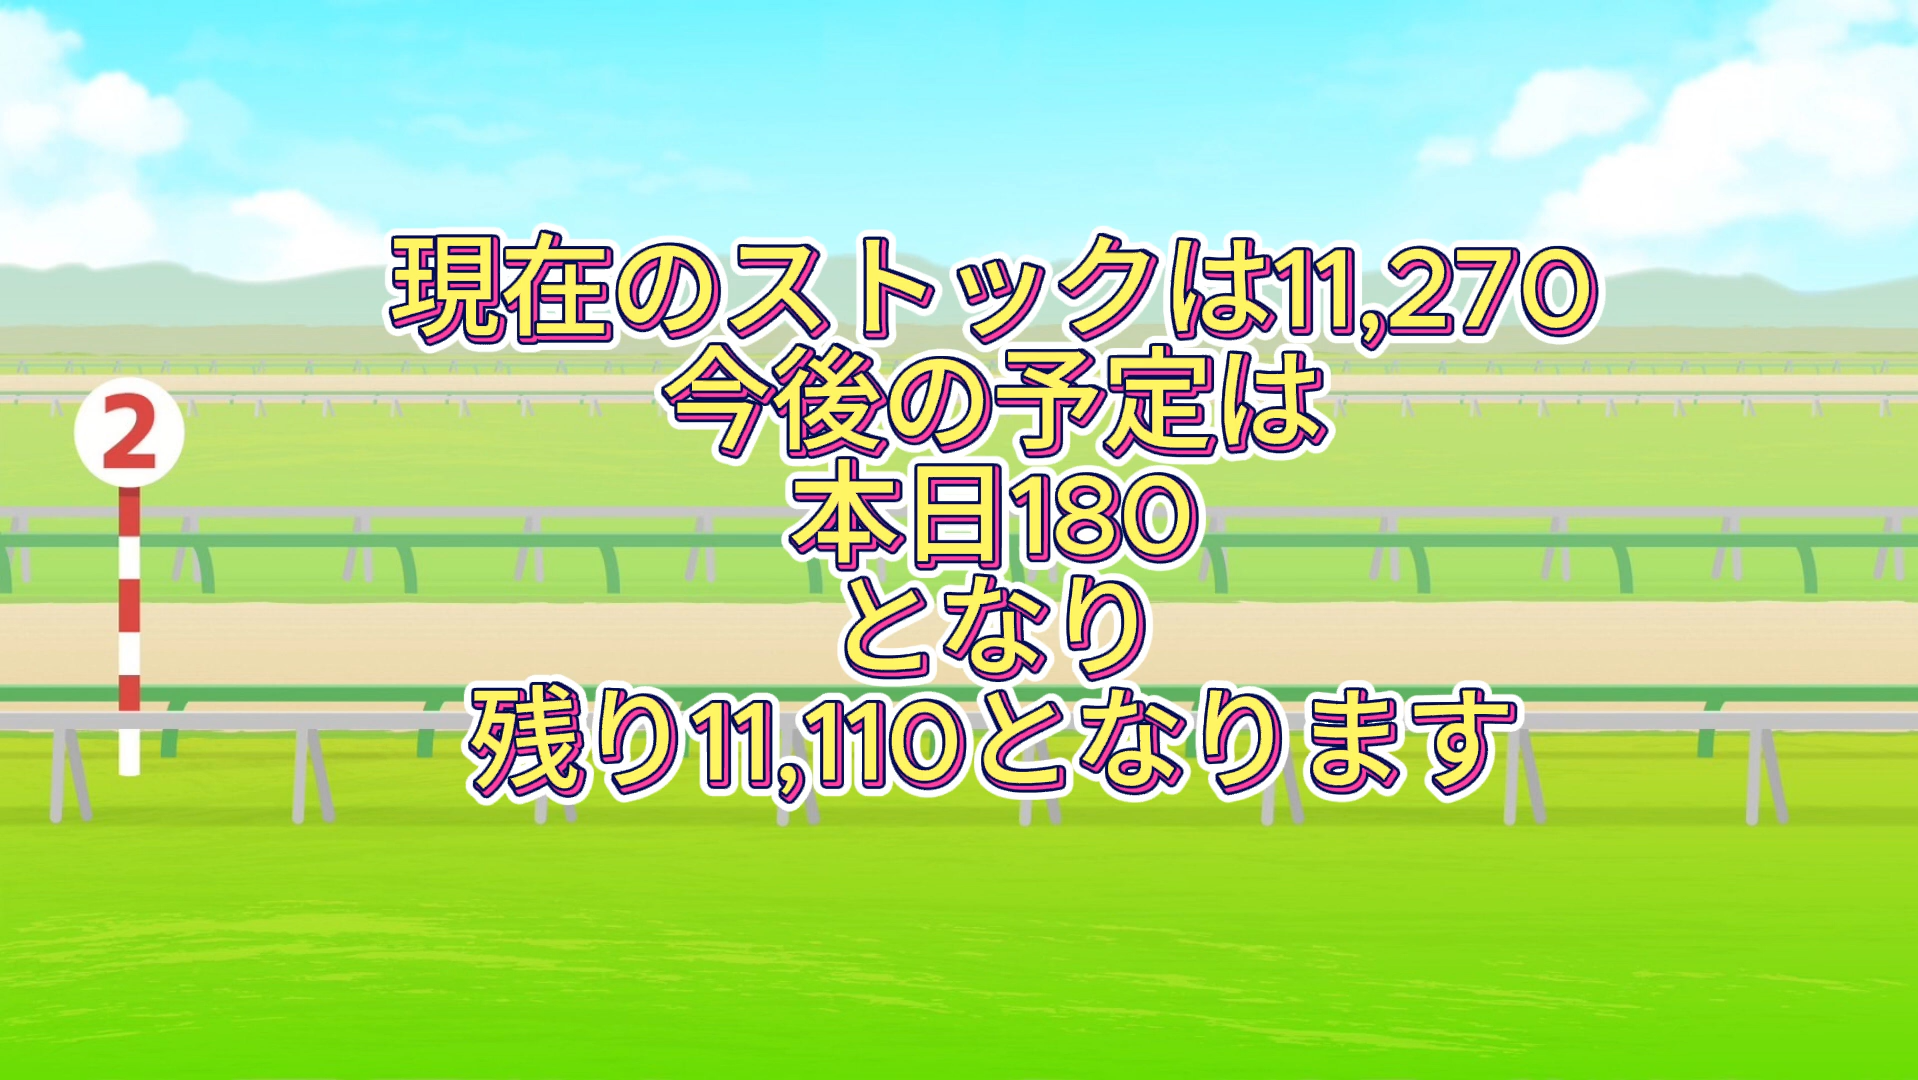 現在のストックは11,270
今後の予定は
2
本日180
となり
残り11,110となります